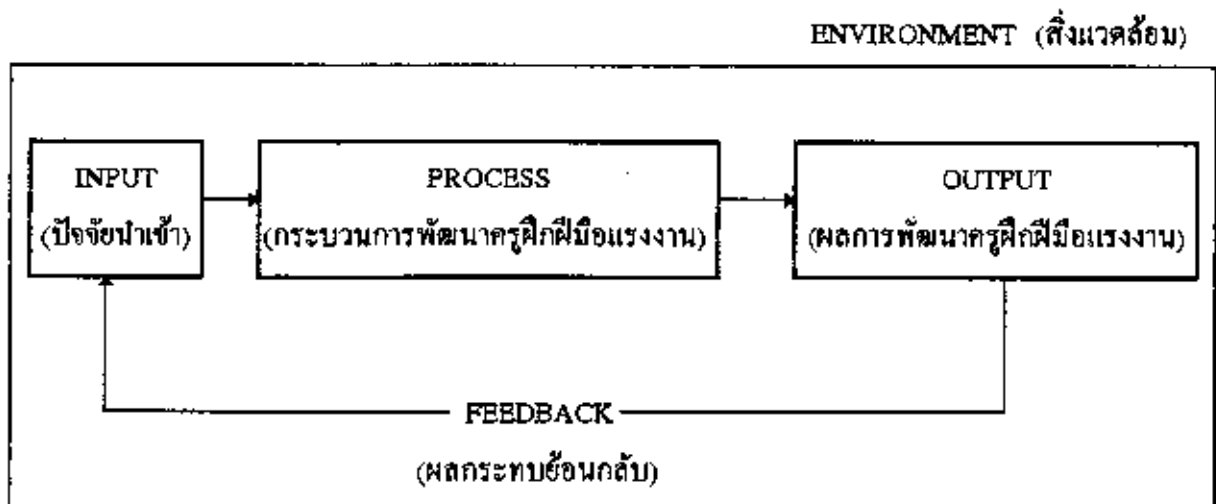 ENVIRONMENT (สิ่งแวดล้อม)
INPUT
(ปัจจัยนำเข้า)
PROCESS
(กระบวนการพัฒนาครูฝึกฝีมือแรงงาน)
OUTPUT
(ผลการพัฒนาครูฝึกฝีมือแรงงาน)
FEEDBACK
(ผลกระทบย้อนกลับ)